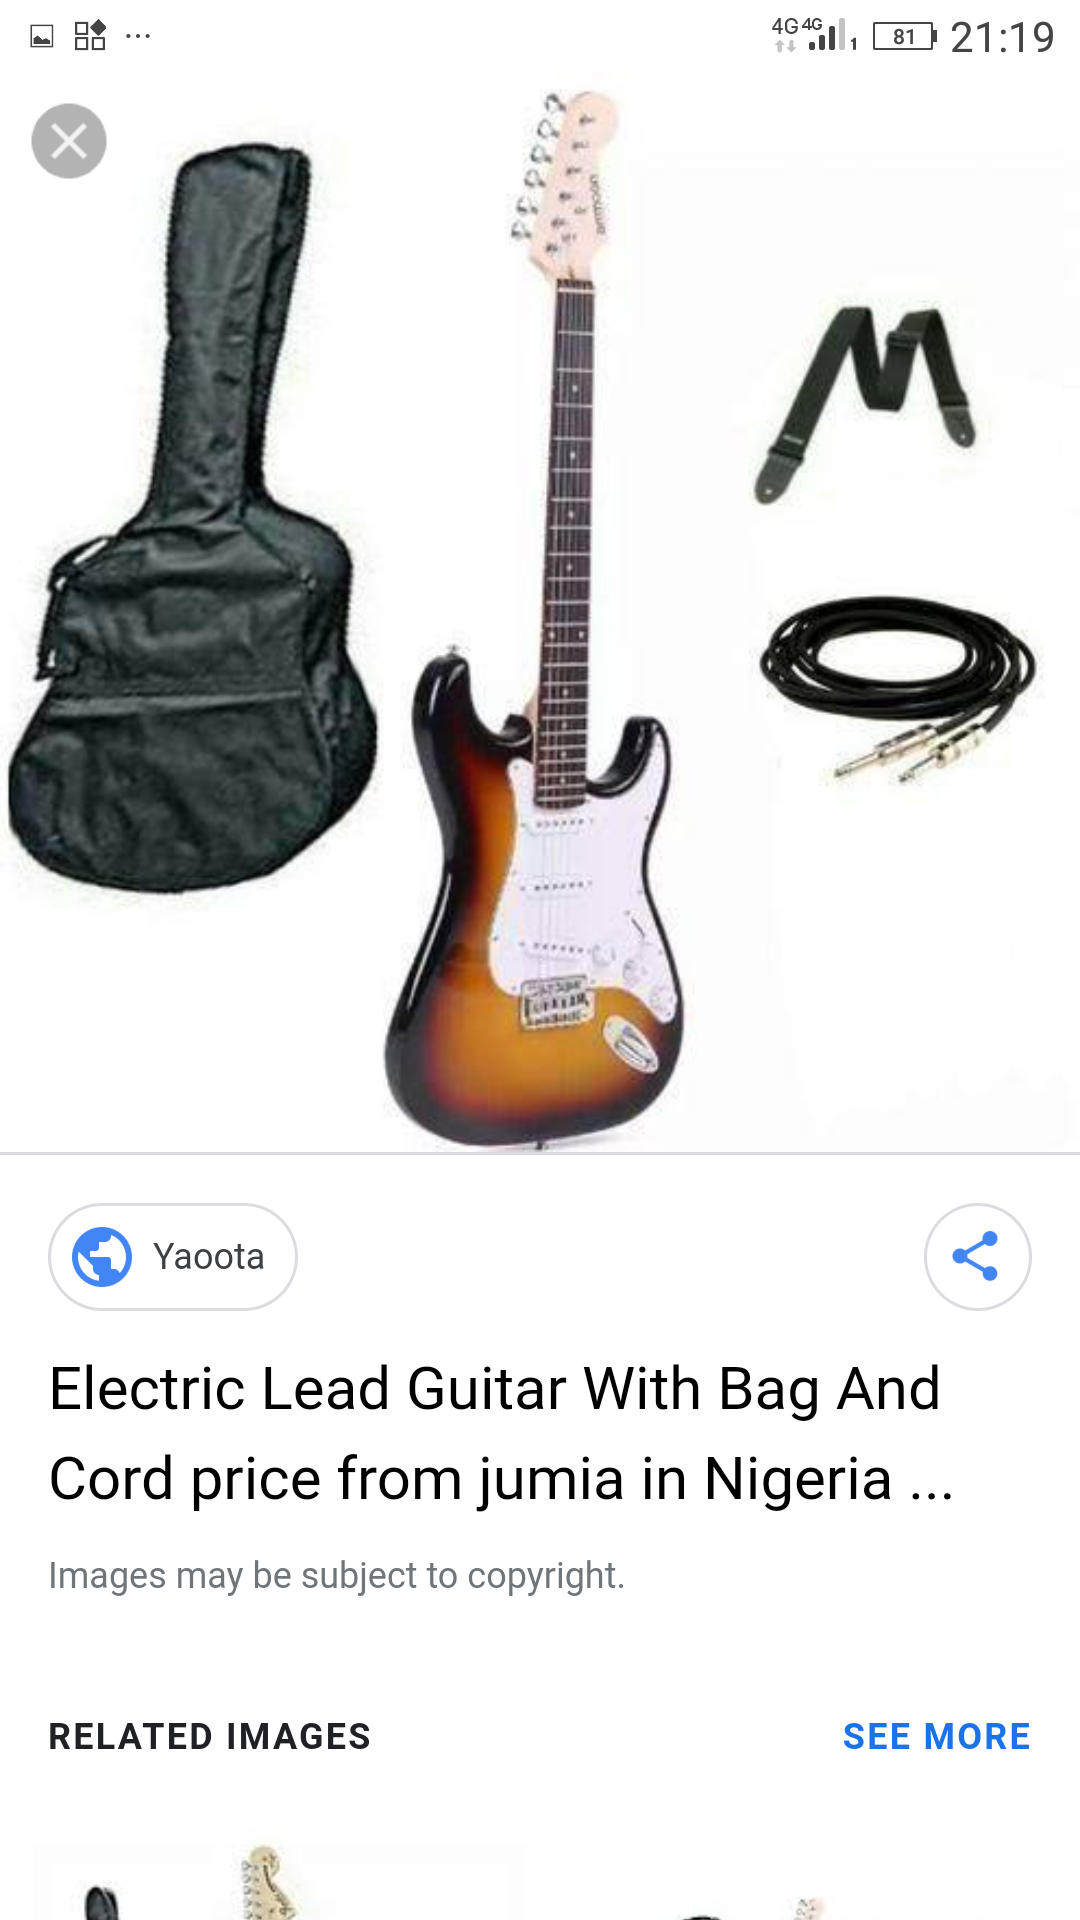 4G 4G 1 81 21:19
ammoon
Yaoota
Electric Lead Guitar With Bag And
Cord price from jumia in Nigeria ...
Images may be subject to copyright.
RELATED IMAGES SEE MORE